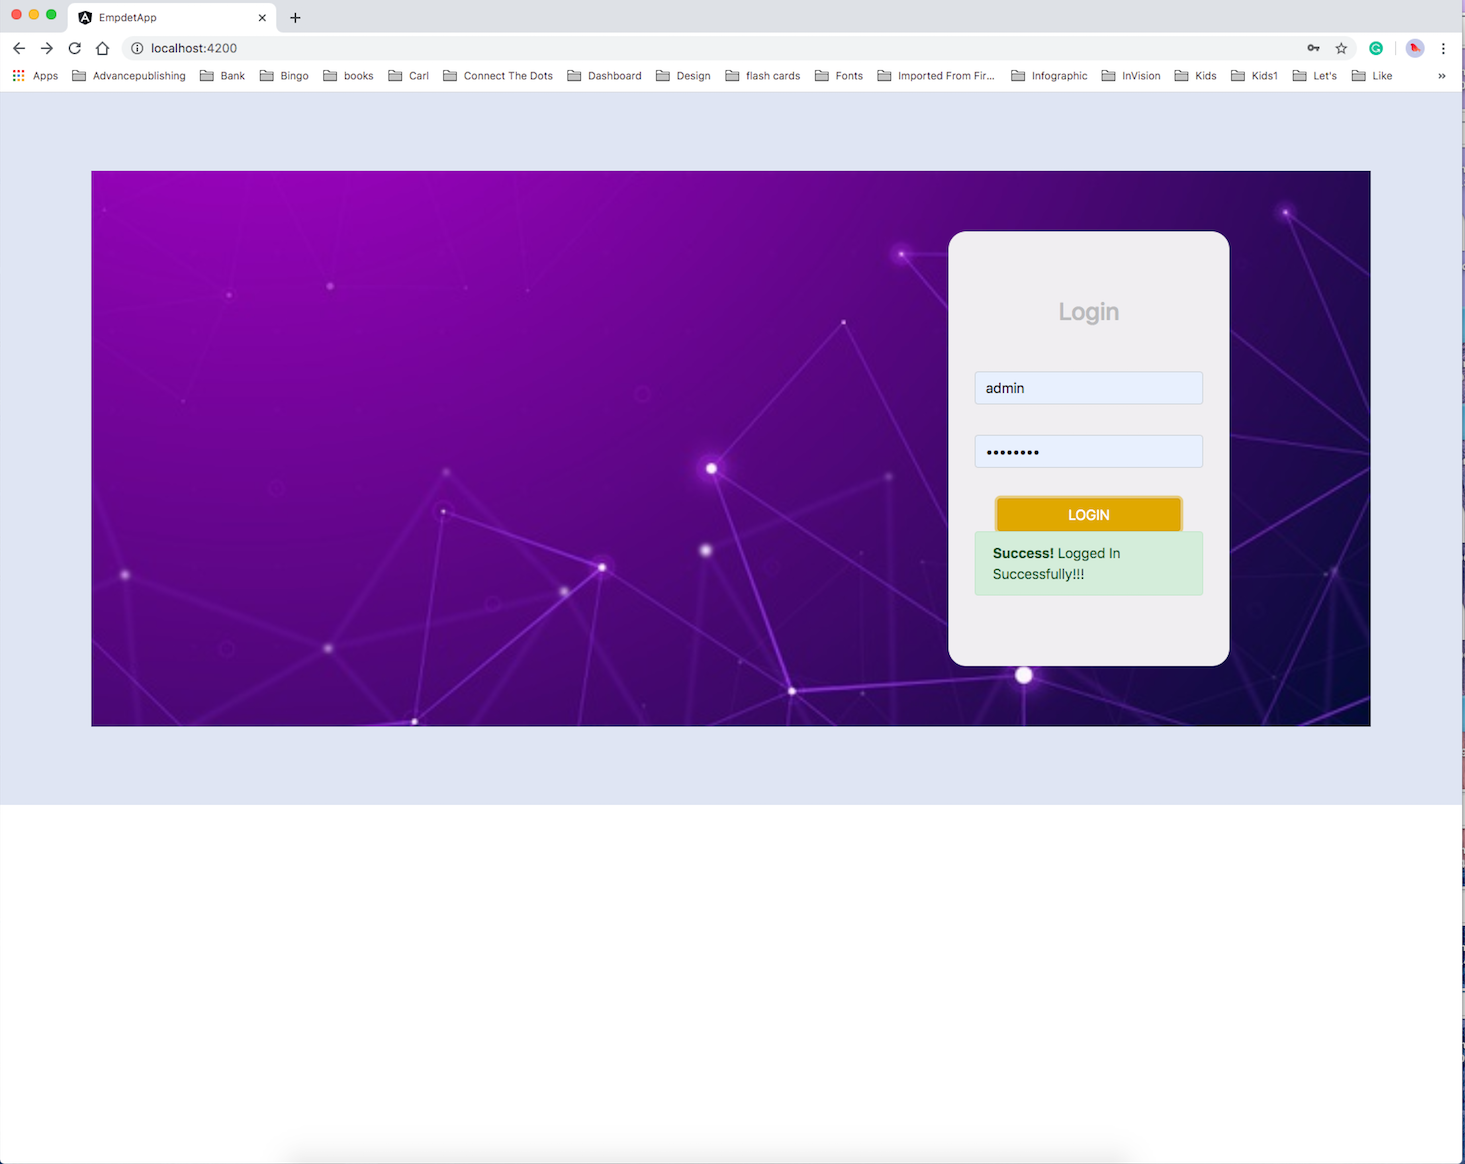 EmpdetApp
localhost:4200
Apps Advancepublishing Bank Bingo books Carl Connect The Dots Dashboard Design flash cards Fonts Imported From Fir... Infographic InVision Kids Kids1 Let's Like »
Login
admin
••••••••
LOGIN
Success! Logged In
Successfully!!!